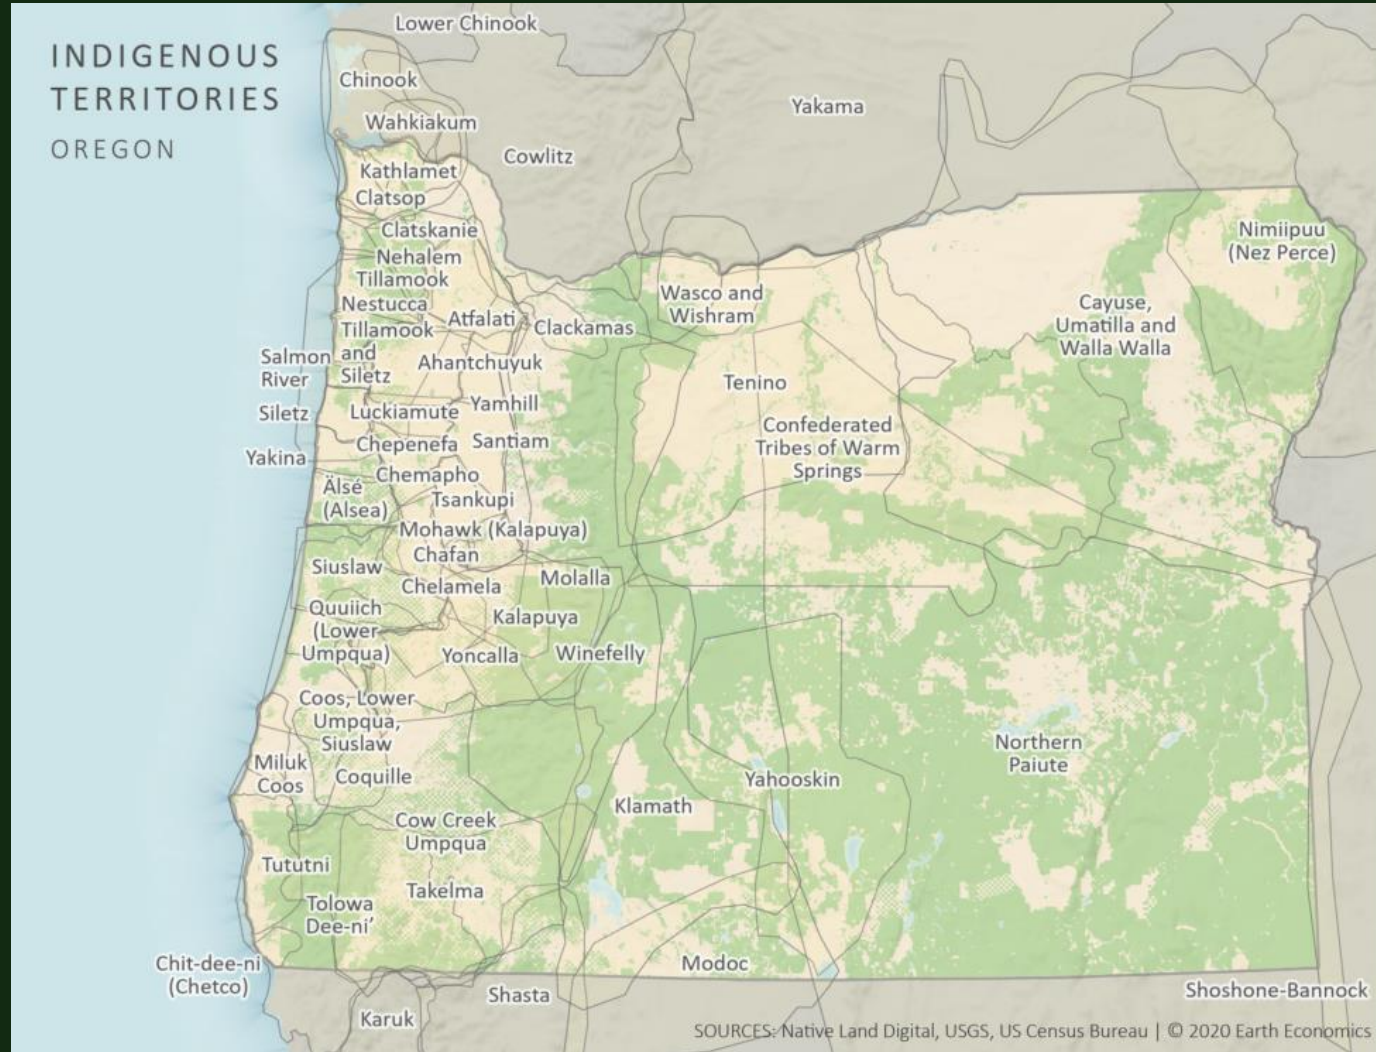 INDIGENOUS
TERRITORIES
OREGON
Lower Chinook
Chinook
Yakama
Wahkiakum
Cowlitz
Kathlamet
Clatsop
Clatskanie
Nehalem
Tillamook
Nimiipuu
(Nez Perce)
Nestucca
Tillamook
and
Siletz
Atfalati
Clackamas
Wasco and
Wishram
Cayuse,
Umatilla and
Walla Walla
Salmon
River
Ahantchuyuk
Tenino
Siletz
Luckiamute
Yamhill
Confederated
Tribes of Warm
Springs
Yakina
Chepenefa
Santiam
Chemapho
Älsé
(Alsea)
Tsankupi
Mohawk (Kalapuya)
Chafan
Siuslaw
Chelamela
Molalla
Quuiich
(Lower
Umpqua)
Kalapuya
Yoncalla
Winefelly
Coos, Lower
Umpqua,
Siuslaw
Miluk
Coos
Coquille
Klamath
Yahooskin
Northern
Paiute
Cow Creek
Umpqua
Tututni
Takelma
Tolowa
Dee-ni’
Chit-dee-ni
(Chetco)
Modoc
Shasta
Shoshone-Bannock
Karuk
SOURCES: Native Land Digital, USGS, US Census Bureau | © 2020 Earth Economics